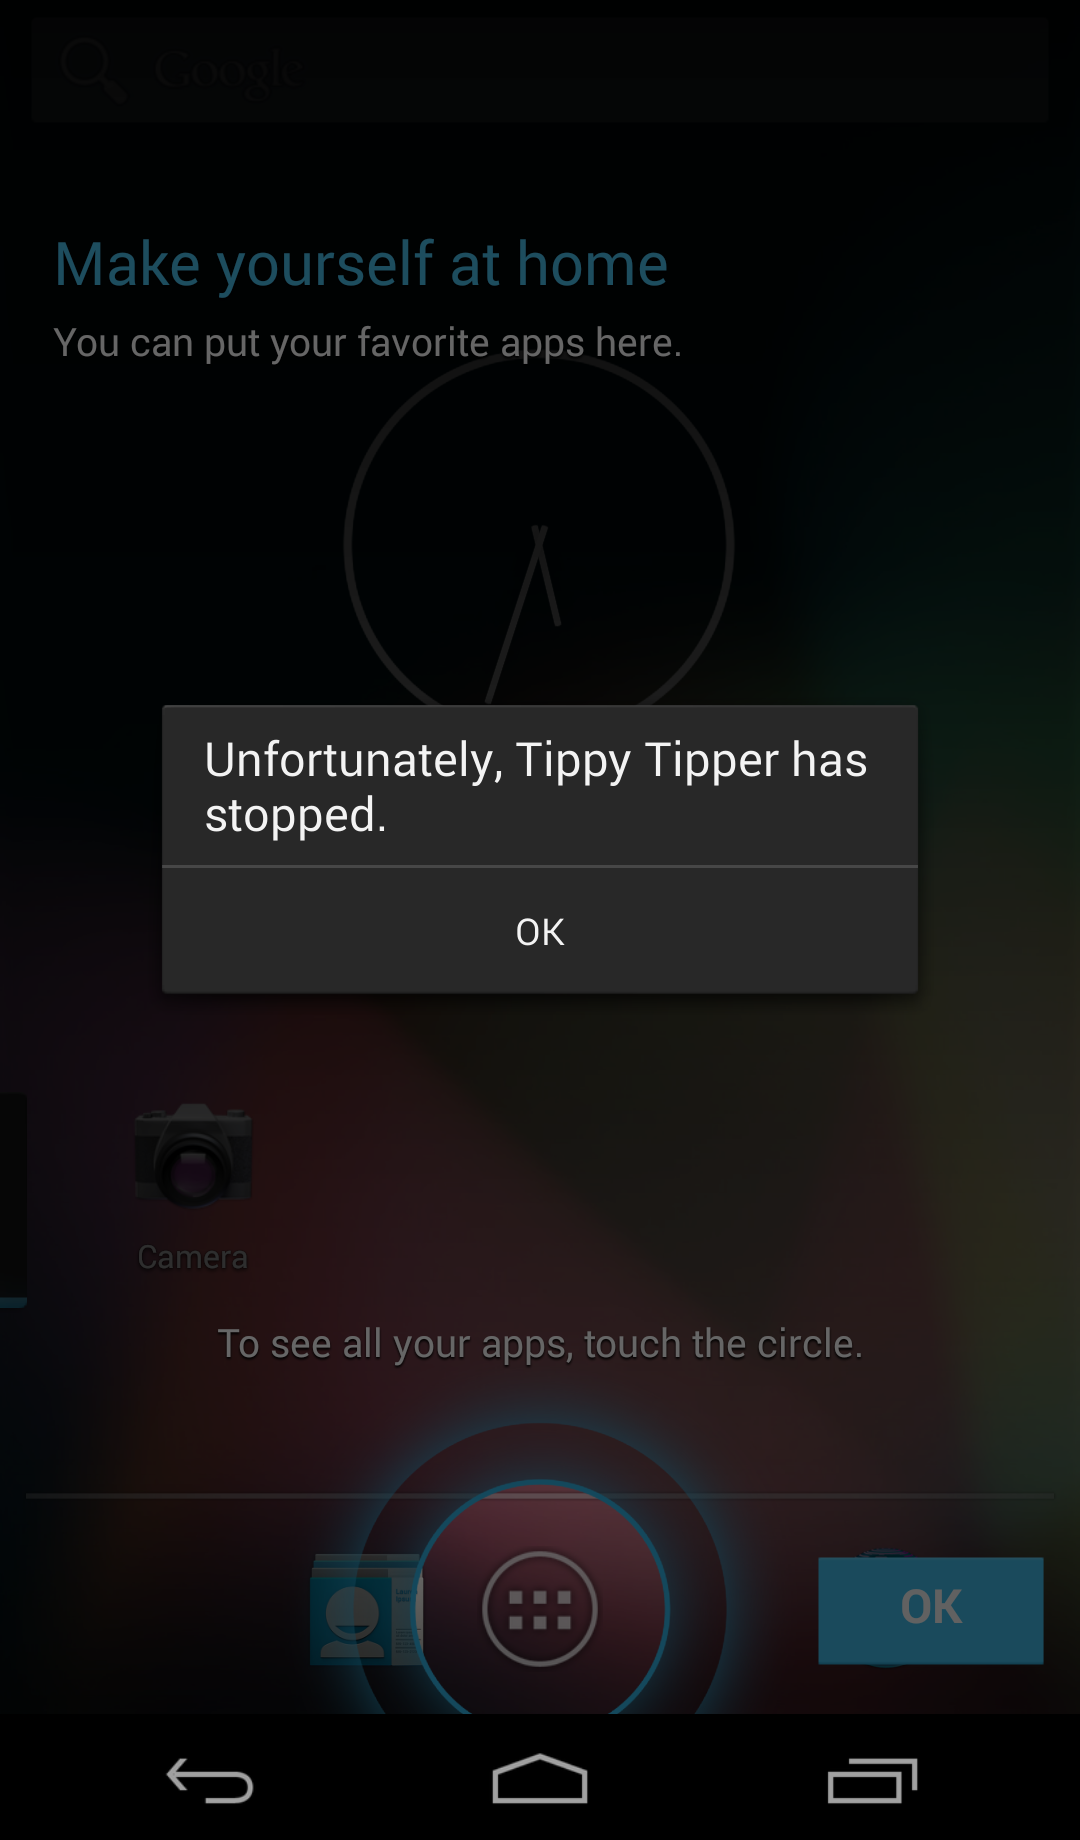 Google
Make yourself at home
You can put your favorite apps here.
Unfortunately, Tippy Tipper has
stopped.
OK
Camera
To see all your apps, touch the circle.
OK